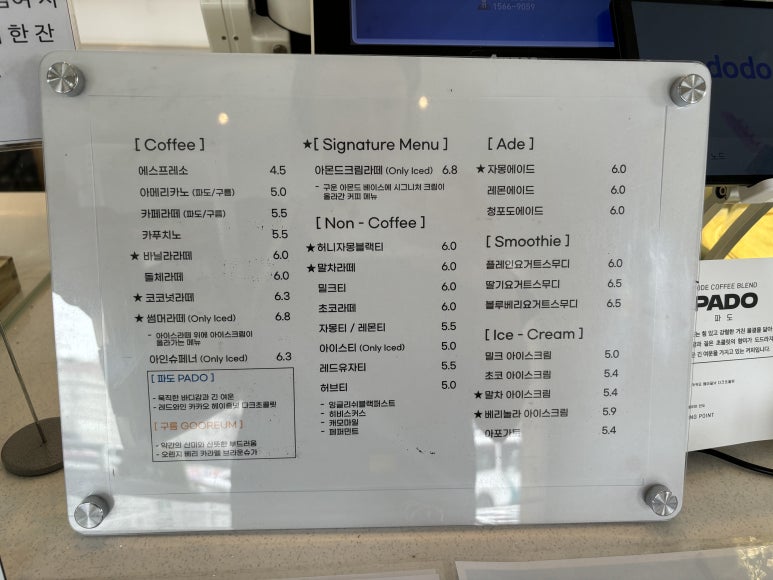 한 잔
1566-9059
dodo
노드
[ Coffee ]
에스프레소 4.5
아메리카노 (파도/구름) 5.0
카페라떼 (파도/구름) 5.5
카푸치노 5.5
★ 바닐라라떼 6.0
돌체라떼 6.0
★ 코코넛라떼 6.3
★ 썸머라떼 (Only Iced) 6.8
- 아이스라떼 위에 아이스크림이
올라가는 메뉴
아인슈페너 (Only Iced) 6.3
[ 파도 PADO ]
- 묵직한 바디감과 긴 여운
- 레드와인 카카오 헤이즐넛 다크초콜릿
[ 구름 GOOREUM ]
- 약간의 산미와 산뜻한 부드러움
- 오렌지 베리 카라멜 브라운슈가
★[ Signature Menu ]
아몬드크림라떼 (Only Iced) 6.8
- 구운 아몬드 베이스에 시그니처 크림이
올라간 커피 메뉴
[ Non - Coffee ]
★ 허니자몽블랙티 6.0
★ 말차라떼 6.0
밀크티 6.0
초코라떼 6.0
자몽티 / 레몬티 5.5
아이스티 (Only Iced) 5.0
레드유자티 5.5
허브티 5.0
- 잉글리쉬블랙퍼스트
- 히비스커스
- 캐모마일
- 페퍼민트
[ Ade ]
★ 자몽에이드 6.0
레몬에이드 6.0
청포도에이드 6.0
[ Smoothie ]
플레인요거트스무디 6.0
딸기요거트스무디 6.5
블루베리요거트스무디 6.5
[ Ice - Cream ]
밀크 아이스크림 5.0
초코 아이스크림 5.4
★ 말차 아이스크림 5.4
★ 베리놀라 아이스크림 5.9
아포가토 5.4
ODE COFFEE BLEND
PADO
파 도